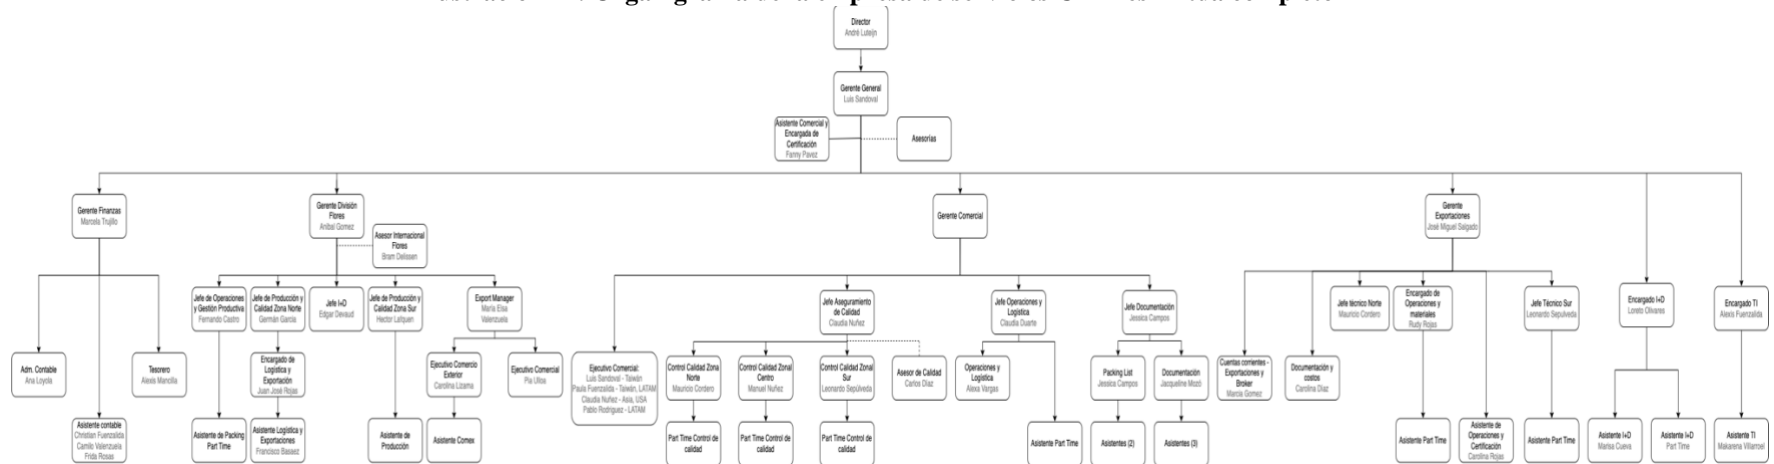 Director
André Luteijn
Gerente General
Luis Sandoval
Asistente Comercial y
Encargada de
Certificación
Fanny Pavez
Asesorías
Gerente Finanzas
Marcela Trujillo
Gerente División
Flores
Anibal Gomez
Asesor Internacional
Flores
Bram
Gerente Comercial
Gerente
Exportaciones
José Miguel Salgado
Jefe de Operaciones
y Gestión Productiva
Fernando Castro
Jefe de Producción y
Calidad Zona Norte
Germán Garcia
Jefe I+D
Edgar Devaud
Jefe de Producción y
Calidad Zona Sur
Hector
Export Manager
María Elsa
Valenzuela
Jefe Aseguramiento
de Calidad
Claudia Nuñez
Jefe Operaciones y
Logística
Claudia Duarte
Jefe Documentación
Jessica Campos
Jefe técnico Norte
Mauricio Cordero
Encargado de
Operaciones y
materiales
Rudy Rojas
Jefe Técnico Sur
Leonardo Sepulveda
Encargado I+D
Loreto Olivares
Encargado TI
Alexis Fuenzalida
Adm. Contable
Ana Loyola
Tesorero
Alexis Mancilla
Encargado de
Logística y
Exportación
Juan José Rojas
Ejecutivo Comercio
Exterior
Carolina Lizama
Ejecutivo Comercial
Pia Ulloa
Ejecutivo Comercial:
Luis Sandoval - Taiwán
Paula Fuenzalida - Taiwán, LATAM
Claudia Nuñez - Asia, USA
Pablo Rodriguez - LATAM
Control Calidad Zona
Norte
Mauricio Cordero
Control Calidad Zonal
Centro
Manuel Nuñez
Control Calidad Zonal
Sur
Leonardo Sepúlveda
Asesor de Calidad
Carlos Díaz
Operaciones y
Logística
Alexa Vargas
Packing List
Jessica Campos
Documentación
Jacqueline Mozó
Cuentas corrientes -
Exportaciones y
Broker
Marcia Gomez
Documentación y
costos
Carolina Díaz
Asistente contable
Christian Fuenzalida
Camilo Valenzuela
Frida Rosas
Asistente de Packing
Part Time
Asistente Logística y
Exportaciones
Francisco Basaez
Asistente de
Producción
Asistente Comex
Part Time Control de
calidad
Part Time Control de
calidad
Part Time Control de
calidad
Asistente Part Time
Asistentes (2)
Asistentes (3)
Asistente Part Time
Asistente de
Operaciones y
Certificación
Carolina Rojas
Asistente Part Time
Asistente I+D
Marisa Cueva
Asistente I+D
Part Time
Asistente TI
Makarena Villarroel